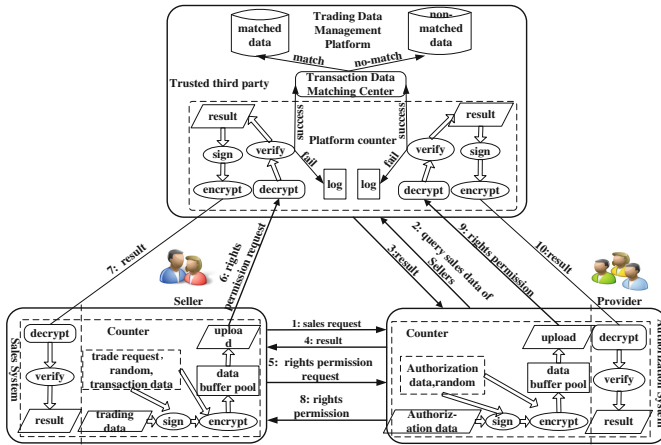 Trading Data
Management
Platform
matched
data
non-
matched
data
match
no-match
Transaction Data
Matching Center
Trusted third party
success
success
result
sign
encrypt
verify
decrypt
fail
log
Platform counter
log
fail
verify
decrypt
result
sign
encrypt
7: result
6: rights
permission request
3:result
2: query sales data of
Sellers
9: rights permission
10:result
Seller
Sales System
decrypt
verify
result
Counter
trade request,
random,
transaction data
trading
data
sign
encrypt
data
buffer pool
uploa
d
1: sales request
4: result
5: rights permission
request
8: rights
permission
Provider
Counter
Authorization
data,random
Authoriz-
ation data
sign
encrypt
data
buffer pool
upload
decrypt
verify
result